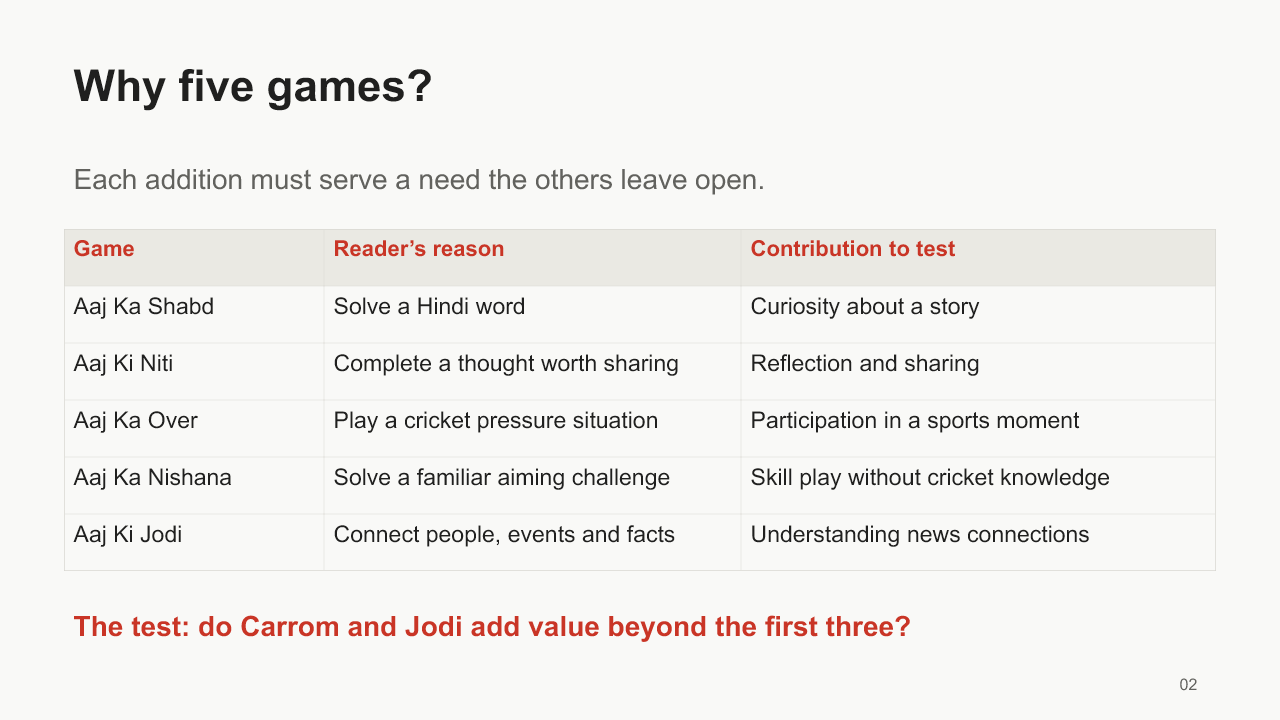 Why five games?
Each addition must serve a need the others leave open.
Game Reader’s reason Contribution to test
Aaj Ka Shabd Solve a Hindi word Curiosity about a story
Aaj Ki Niti Complete a thought worth sharing Reflection and sharing
Aaj Ka Over Play a cricket pressure situation Participation in a sports moment
Aaj Ka Nishana Solve a familiar aiming challenge Skill play without cricket knowledge
Aaj Ki Jodi Connect people, events and facts Understanding news connections
The test: do Carrom and Jodi add value beyond the first three?
02